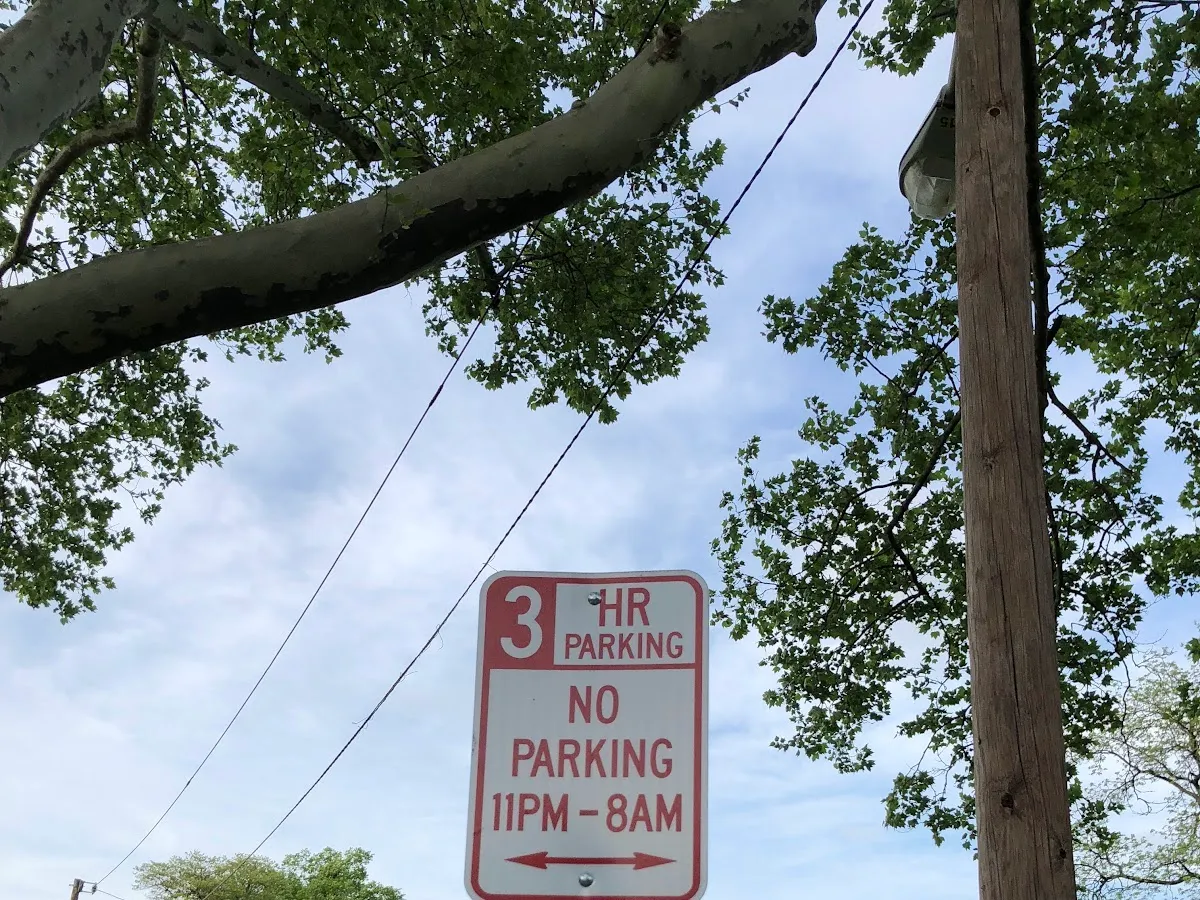 3 HR
PARKING
NO
PARKING
11PM – 8AM